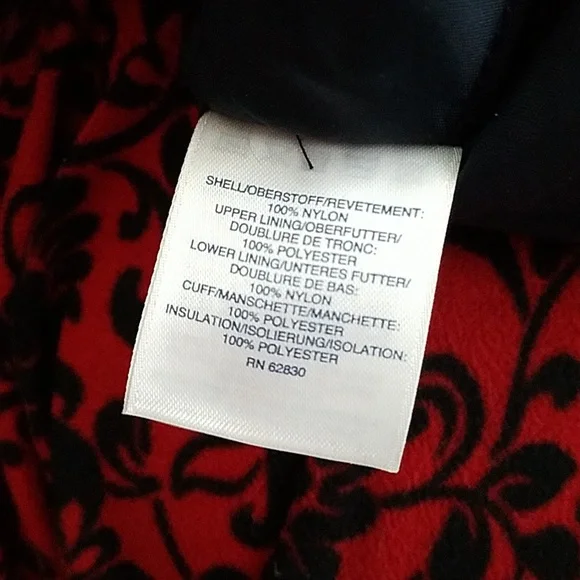 SHELL/OBERSTOFF/REVETEMENT:
100% NYLON
UPPER LINING/OBERFUTTER/
DOUBLURE DE TRONC:
100% POLYESTER
LOWER LINING/UNTERES FUTTER/
DOUBLURE DE BAS:
100% NYLON
CUFF/MANSCHETTE/MANCHETTE:
100% POLYESTER
INSULATION/ISOLIERUNG/ISOLATION:
100% POLYESTER
RN 62830